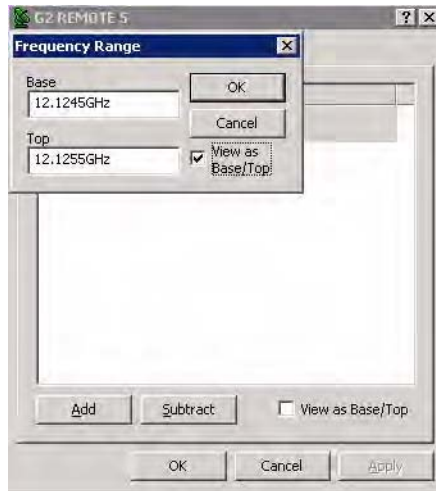 G2 REMOTE 5
Frequency Range
Base
12.1245GHz
OK
Cancel
Top
12.1255GHz
View as
Base/Top
Add
Subtract
View as Base/Top
OK
Cancel
Apply